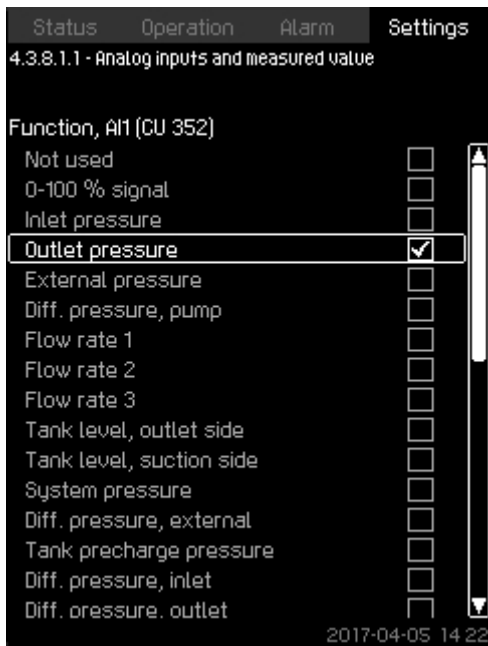 Status Operation Alarm Settings
4.3.8.1.1 - Analog inputs and measured value
Function, AI1 (CU 352)
Not used
0-100 % signal
Inlet pressure
Outlet pressure
External pressure
Diff. pressure, pump
Flow rate 1
Flow rate 2
Flow rate 3
Tank level, outlet side
Tank level, suction side
System pressure
Diff. pressure, external
Tank precharge pressure
Diff. pressure, inlet
Diff. pressure, outlet
2017-04-05 14 22